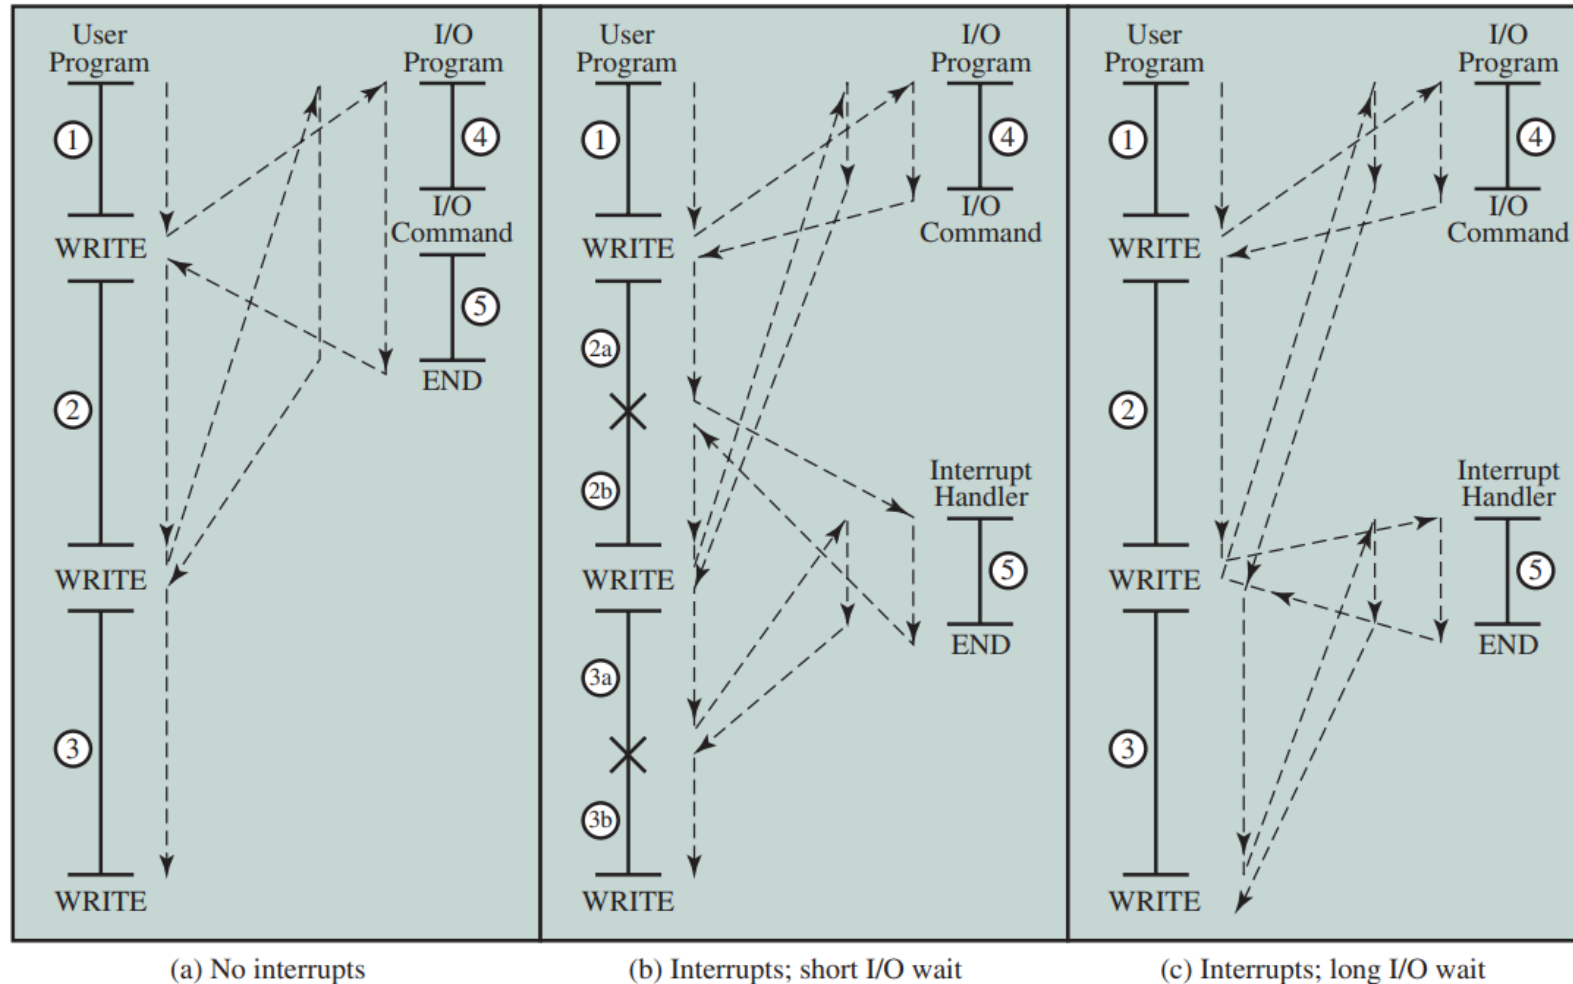 User
Program
I/O
Program
1
4
WRITE
I/O
Command
5
END
2
WRITE
3
WRITE
(a) No interrupts
User
Program
I/O
Program
1
4
WRITE
I/O
Command
2a
2b
Interrupt
Handler
WRITE
5
END
3a
3b
WRITE
(b) Interrupts; short I/O wait
User
Program
I/O
Program
1
4
WRITE
I/O
Command
2
Interrupt
Handler
WRITE
5
END
3
WRITE
(c) Interrupts; long I/O wait